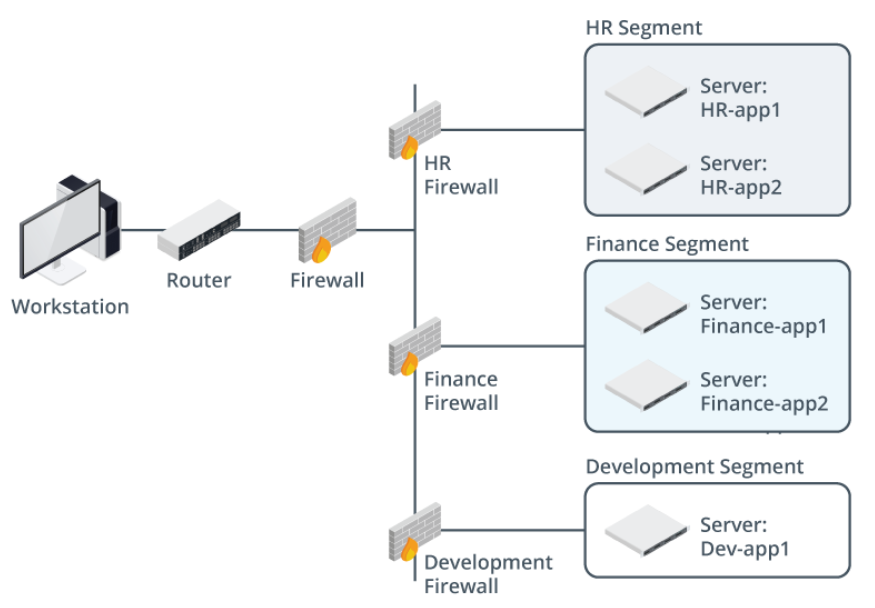 HR Segment
Server:
HR-app1
Server:
HR-app2
HR
Firewall
Workstation
Router
Firewall
Finance Segment
Server:
Finance-app1
Server:
Finance-app2
Finance
Firewall
Development Segment
Server:
Dev-app1
Development
Firewall